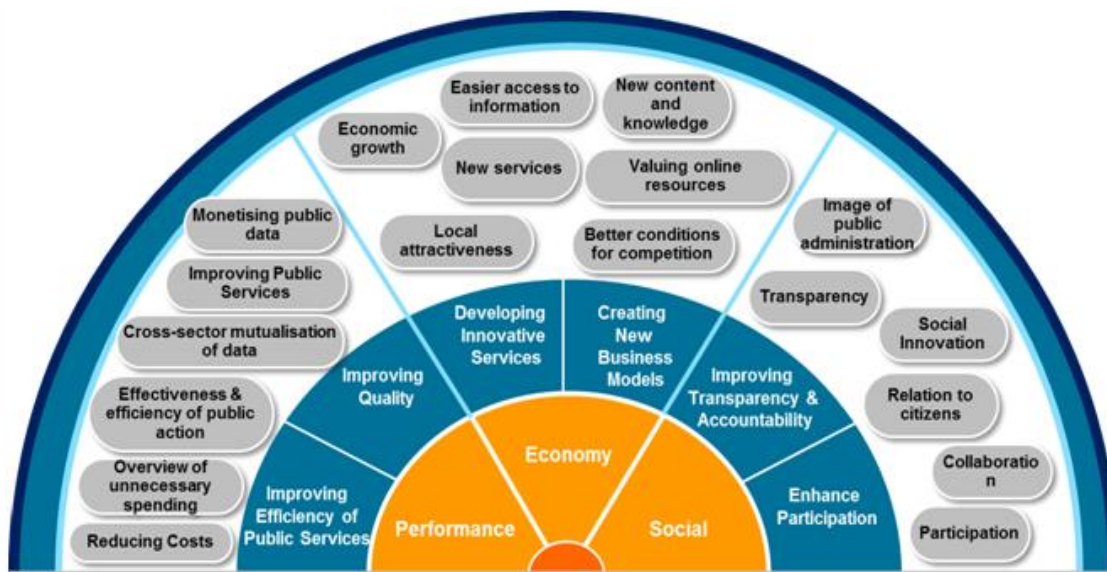 Easier access to
information
New content
and
knowledge
Economic
growth
New services
Valuing online
resources
Monetising public
data
Local
attractiveness
Better conditions
for competition
Image of
public
administration
Improving Public
Services
Transparency
Cross-sector mutualisation
of data
Social
Innovation
Effectiveness &
efficiency of public
action
Relation to
citizens
Overview of
unnecessary
spending
Collaboratio
n
Reducing Costs
Participation
Developing
Innovative
Services
Creating
New
Business
Models
Improving
Quality
Improving
Transparency &
Accountability
Improving
Efficiency of
Public Services
Enhance
Participation
Economy
Performance
Social